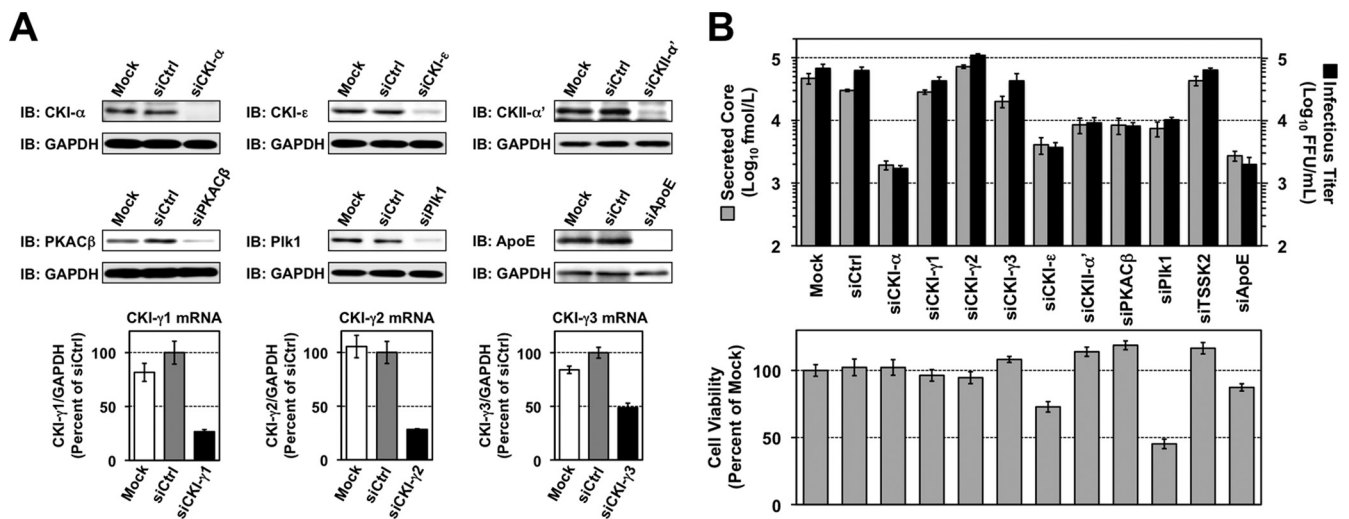 A
Mock siCtrl siCKI-α
IB: CKI-α
IB: GAPDH
Mock siCtrl siCKI-ε
IB: CKI-ε
IB: GAPDH
Mock siCtrl siCKII-α'
IB: CKII-α'
IB: GAPDH
Mock siCtrl siPKACβ
IB: PKACβ
IB: GAPDH
Mock siCtrl siPlk1
IB: Plk1
IB: GAPDH
Mock siCtrl siApoE
IB: ApoE
IB: GAPDH
CKI-γ1 mRNA
CKI-γ1/GAPDH
(Percent of siCtrl)
100
50
0
Mock siCtrl siCKI-γ1
CKI-γ2 mRNA
CKI-γ2/GAPDH
(Percent of siCtrl)
100
50
0
Mock siCtrl siCKI-γ2
CKI-γ3 mRNA
CKI-γ3/GAPDH
(Percent of siCtrl)
100
50
0
Mock siCtrl siCKI-γ3
B
Secreted Core
(Log10 fmol/L)
5
4
3
2
5
4
3
2
Infectious Titer
(Log10 FFU/mL)
Mock siCtrl siCKI-α siCKI-γ1 siCKI-γ2 siCKI-γ3 siCKI-ε siCKII-α' siPKACβ siPlk1 siTSSK2 siApoE
Cell Viability
(Percent of Mock)
100
50
0